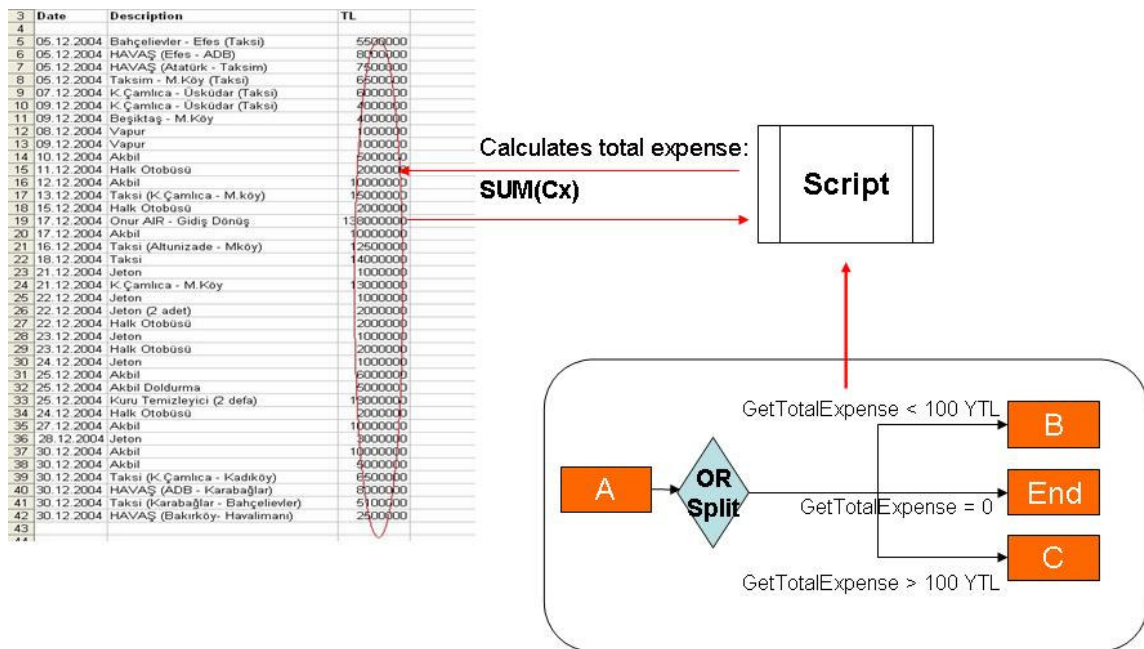 3 Date Description TL
4
5 05.12.2004 Bahçelievler - Efes (Taksi) 5500000
6 05.12.2004 HAVAŞ (Efes - ADB) 8000000
7 05.12.2004 HAVAŞ (Atatürk - Taksim) 7500000
8 05.12.2004 Taksim - M.Köy (Taksi) 6500000
9 07.12.2004 K.Çamlıca - Üsküdar (Taksi) 6000000
10 09.12.2004 K.Çamlıca - Üsküdar (Taksi) 4000000
11 09.12.2004 Beşiktaş - M.Köy 4000000
12 08.12.2004 Vapur 1000000
13 09.12.2004 Vapur 1000000
14 10.12.2004 Akbil 5000000
15 11.12.2004 Halk Otobüsü 2000000
16 12.12.2004 Akbil 10000000
17 13.12.2004 Taksi (K.Çamlıca - M.köy) 15000000
18 15.12.2004 Halk Otobüsü 2000000
19 17.12.2004 Onur AIR - Gidiş Dönüş 138000000
20 17.12.2004 Akbil 10000000
21 16.12.2004 Taksi (Altunizade - Mköy) 12500000
22 18.12.2004 Taksi 14000000
23 21.12.2004 Jeton 1000000
24 21.12.2004 K.Çamlıca - M.Köy 13000000
25 22.12.2004 Jeton 1000000
26 22.12.2004 Jeton (2 adet) 2000000
27 22.12.2004 Halk Otobüsü 2000000
28 23.12.2004 Jeton 1000000
29 23.12.2004 Halk Otobüsü 2000000
30 24.12.2004 Jeton 1000000
31 25.12.2004 Akbil 6000000
32 25.12.2004 Akbil Doldurma 5000000
33 25.12.2004 Kuru Temizleyici (2 defa)
34 24.12.2004 Halk Otobüsü 2000000
35 27.12.2004 Akbil 10000000
36 28.12.2004 Jeton 3000000
37 30.12.2004 Akbil 10000000
38 30.12.2004 Akbil 5000000
39 30.12.2004 Taksi (K.Çamlıca - Kadıköy) 6500000
40 30.12.2004 HAVAŞ (ADB - Karabağlar) 8000000
41 30.12.2004 Taksi (Karabağlar - Bahçelievler) 5100000
42 30.12.2004 HAVAŞ (Bakırköy- Havalimanı) 2500000
43
Calculates total expense:
SUM(Cx)
Script
GetTotalExpense < 100 YTL
B
A
OR
Split
End
GetTotalExpense = 0
C
GetTotalExpense > 100 YTL